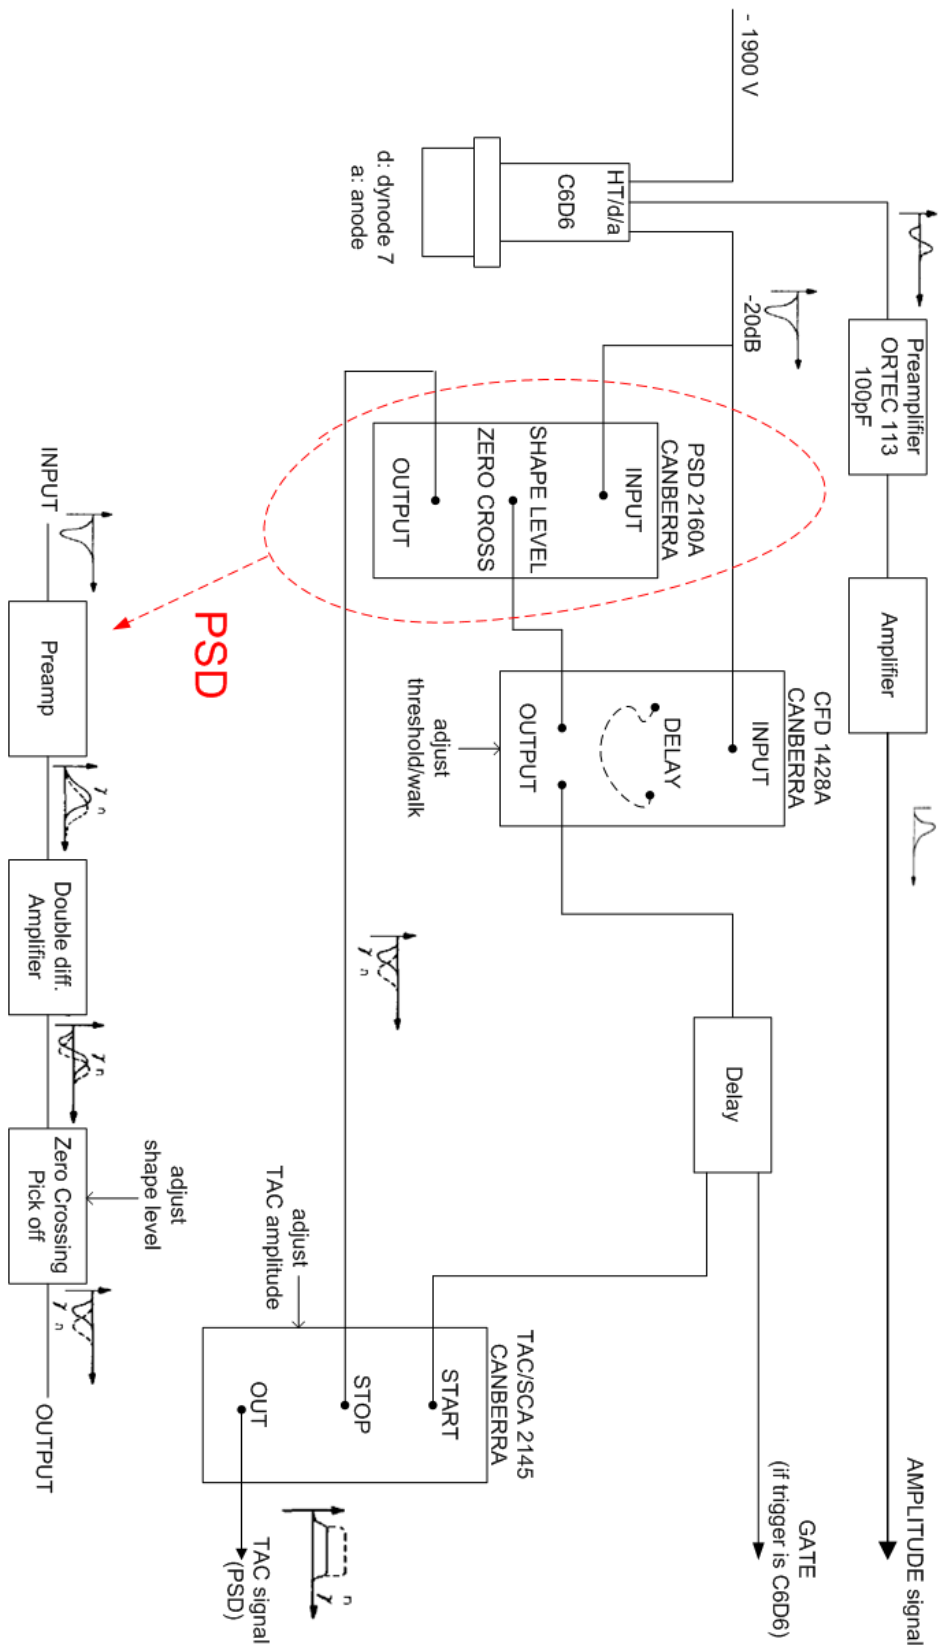 - 1900 V
HT/d/a
C6D6
d: dynode 7
a: anode
Preamplifier
ORTEC 113
100pF
Amplifier
AMPLITUDE signal
-20dB
PSD 2160A
CANBERRA
INPUT
SHAPE LEVEL
ZERO CROSS
OUTPUT
CFD 1428A
CANBERRA
INPUT
DELAY
OUTPUT
adjust
threshold/walk
Delay
GATE
(if trigger is C6D6)
γ n
adjust
TAC amplitude
TAC/SCA 2145
CANBERRA
START
STOP
OUT
n
γ
TAC signal
(PSD)
PSD
INPUT
Preamp
γ n
Double diff.
Amplifier
γ n
adjust
shape level
Zero Crossing
Pick off
γ n
OUTPUT